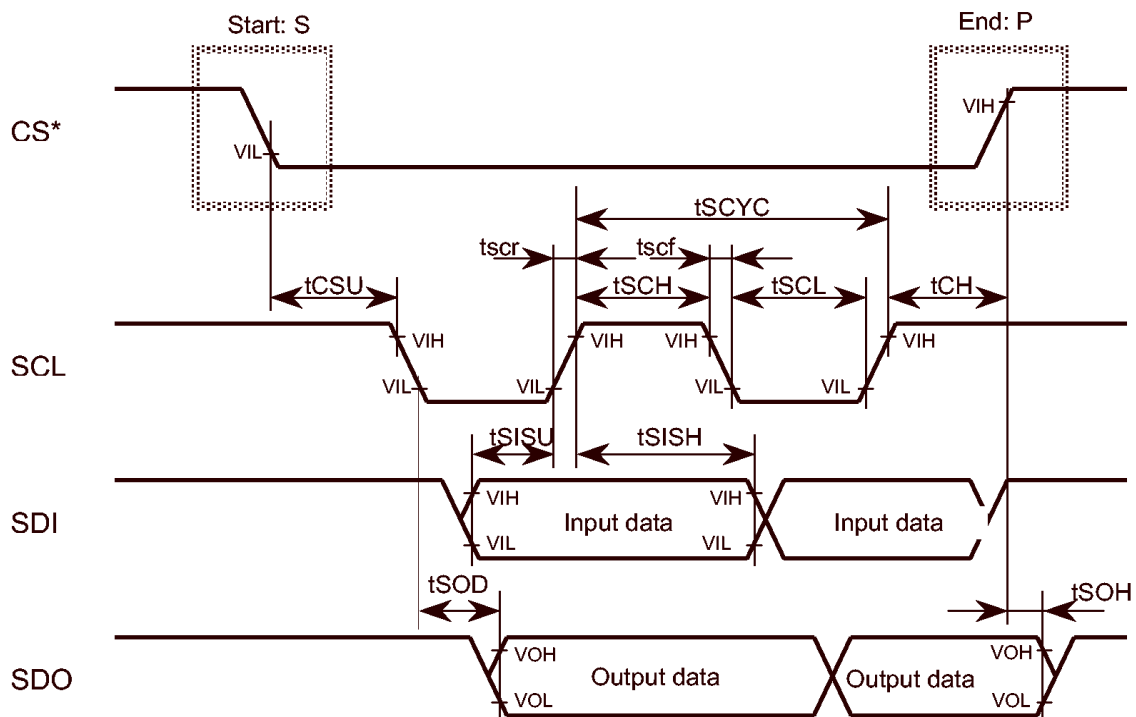 Start: S
End: P
CS*
VIL
VIH
tSCYC
tscr
tscf
tCSU
tSCH
tSCL
tCH
SCL
VIH
VIH
VIH
VIH
VIL
VIL
VIL
VIL
tSISU
tSISH
SDI
VIH
VIH
Input data
Input data
VIL
VIL
tSOD
tSOH
SDO
VOH
VOH
Output data
Output data
VOL
VOL